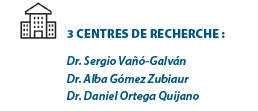 3 CENTRES DE RECHERCHE :
Dr. Sergio Vañó-Galván
Dr. Alba Gómez Zubiaur
Dr. Daniel Ortega Quijano